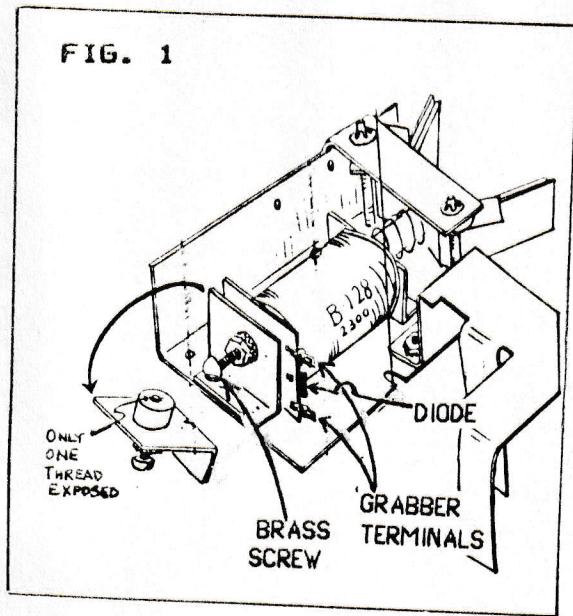 FIG. 1
B.128
2300
DIODE
ONLY
ONE
THREAD
EXPOSED
GRABBER
TERMINALS
BRASS
SCREW